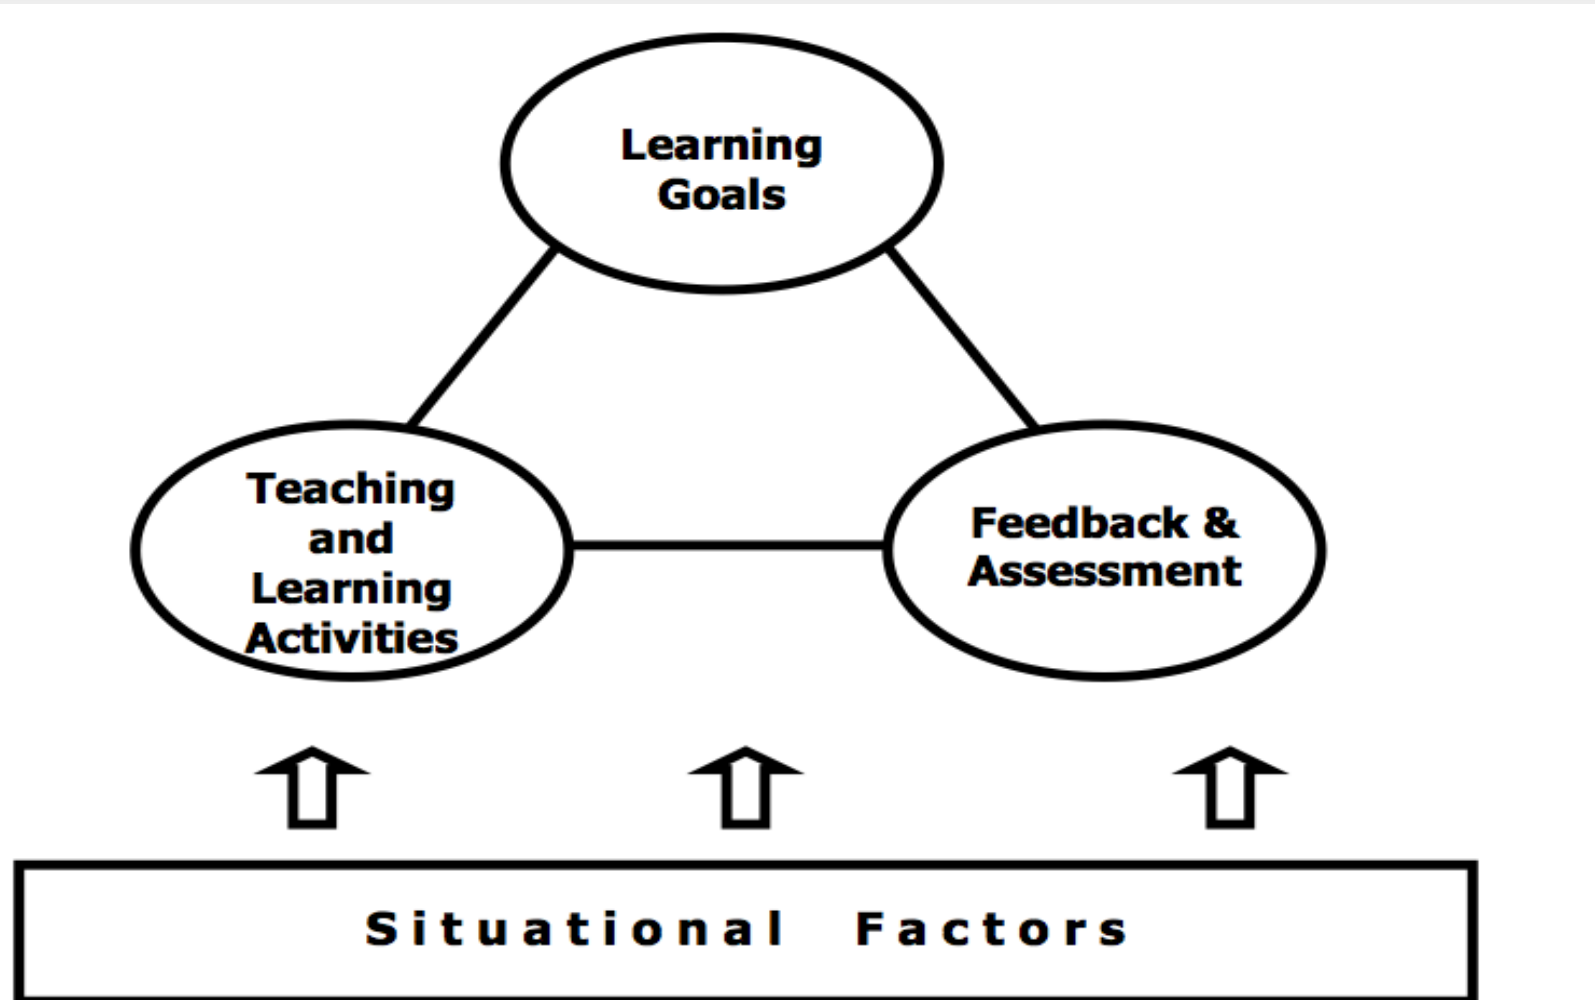 Learning
Goals
Teaching
and
Learning
Activities
Feedback &
Assessment
Situational Factors